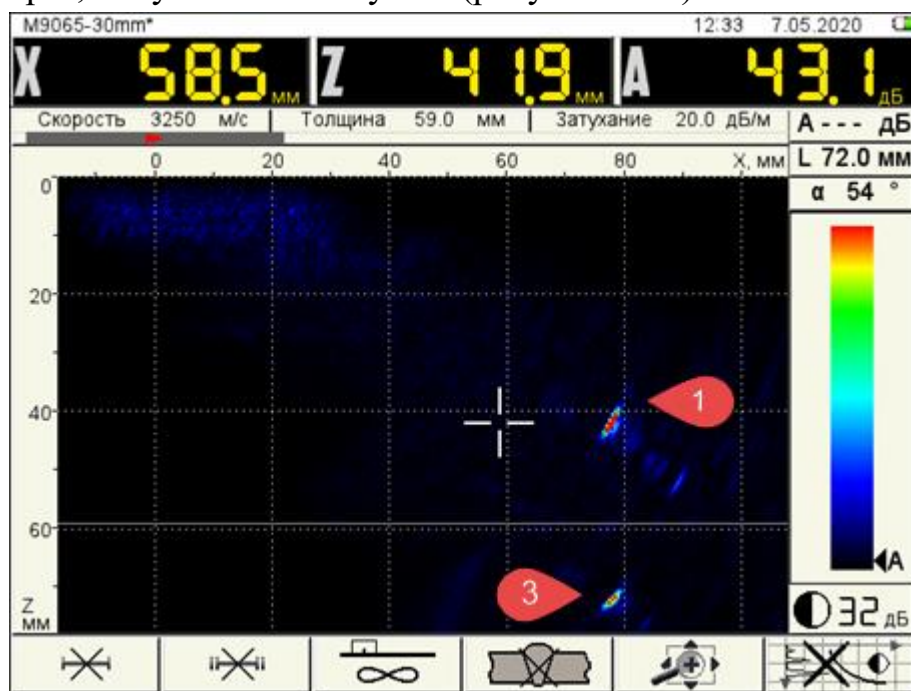 M9065-30mm* 12:33 7.05.2020
X 58.5 мм Z 41.9 мм A 43.1 дБ
Скорость 3250 м/с Толщина 59.0 мм Затухание 20.0 дБ/м A --- дБ
0 20 40 60 80 X, мм L 72.0 мм
0 α 54 °
20
40
1
60
3
A
Z
мм
32 дБ